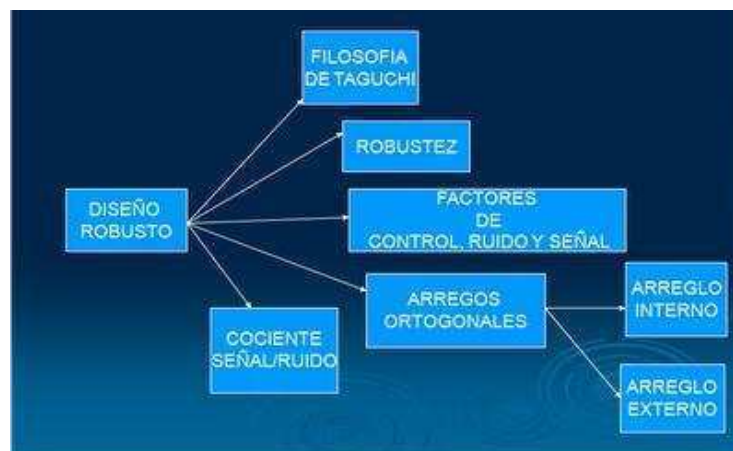 FILOSOFIA
DE TAGUCHI
ROBUSTEZ
DISEÑO
ROBUSTO
FACTORES
DE
CONTROL, RUIDO Y SEÑAL
ARREGOS
ORTOGONALES
ARREGLO
INTERNO
COCIENTE
SEÑAL/RUIDO
ARREGLO
EXTERNO